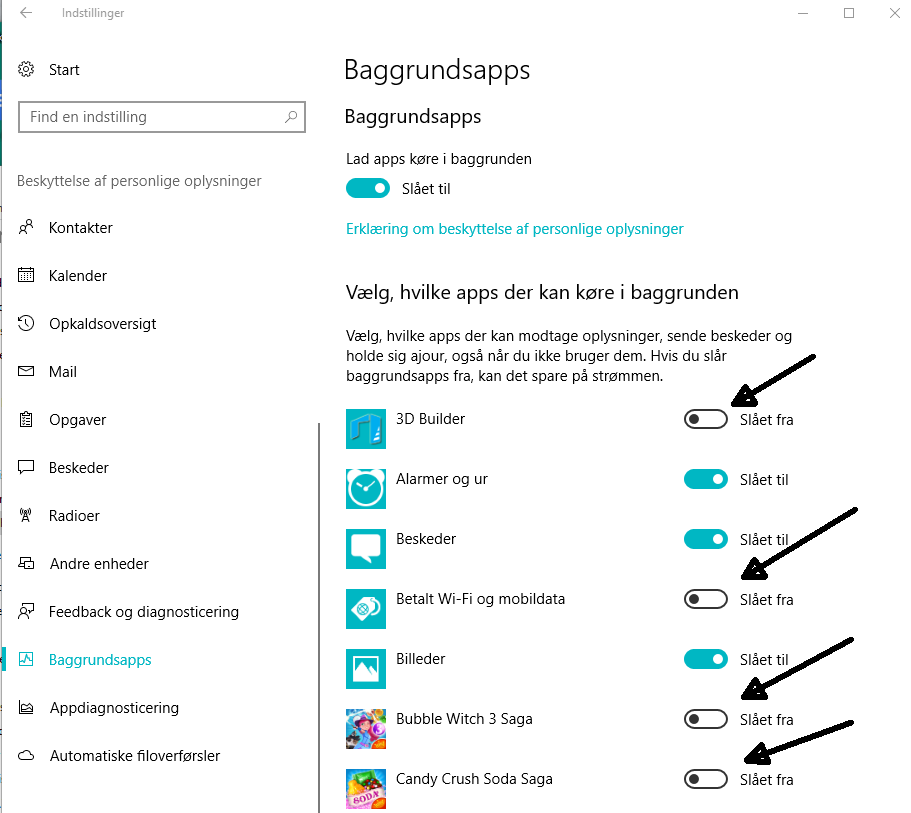 Indstillinger
Start
Find en indstilling
Beskyttelse af personlige oplysninger
Kontakter
Kalender
Opkaldsoversigt
Mail
Opgaver
Beskeder
Radioer
Andre enheder
Feedback og diagnosticering
Baggrundsapps
Appdiagnosticering
Automatiske filoverførsler
Baggrundsapps
Baggrundsapps
Lad apps køre i baggrunden
Slået til
Erklæring om beskyttelse af personlige oplysninger
Vælg, hvilke apps der kan køre i baggrunden
Vælg, hvilke apps der kan modtage oplysninger, sende beskeder og
holde sig ajour, også når du ikke bruger dem. Hvis du slår
baggrundsapps fra, kan det spare på strømmen.
3D Builder Slået fra
Alarmer og ur Slået til
Beskeder Slået til
Betalt Wi-Fi og mobildata Slået fra
Billeder Slået til
Bubble Witch 3 Saga Slået fra
SODA
Candy Crush Soda Saga Slået fra